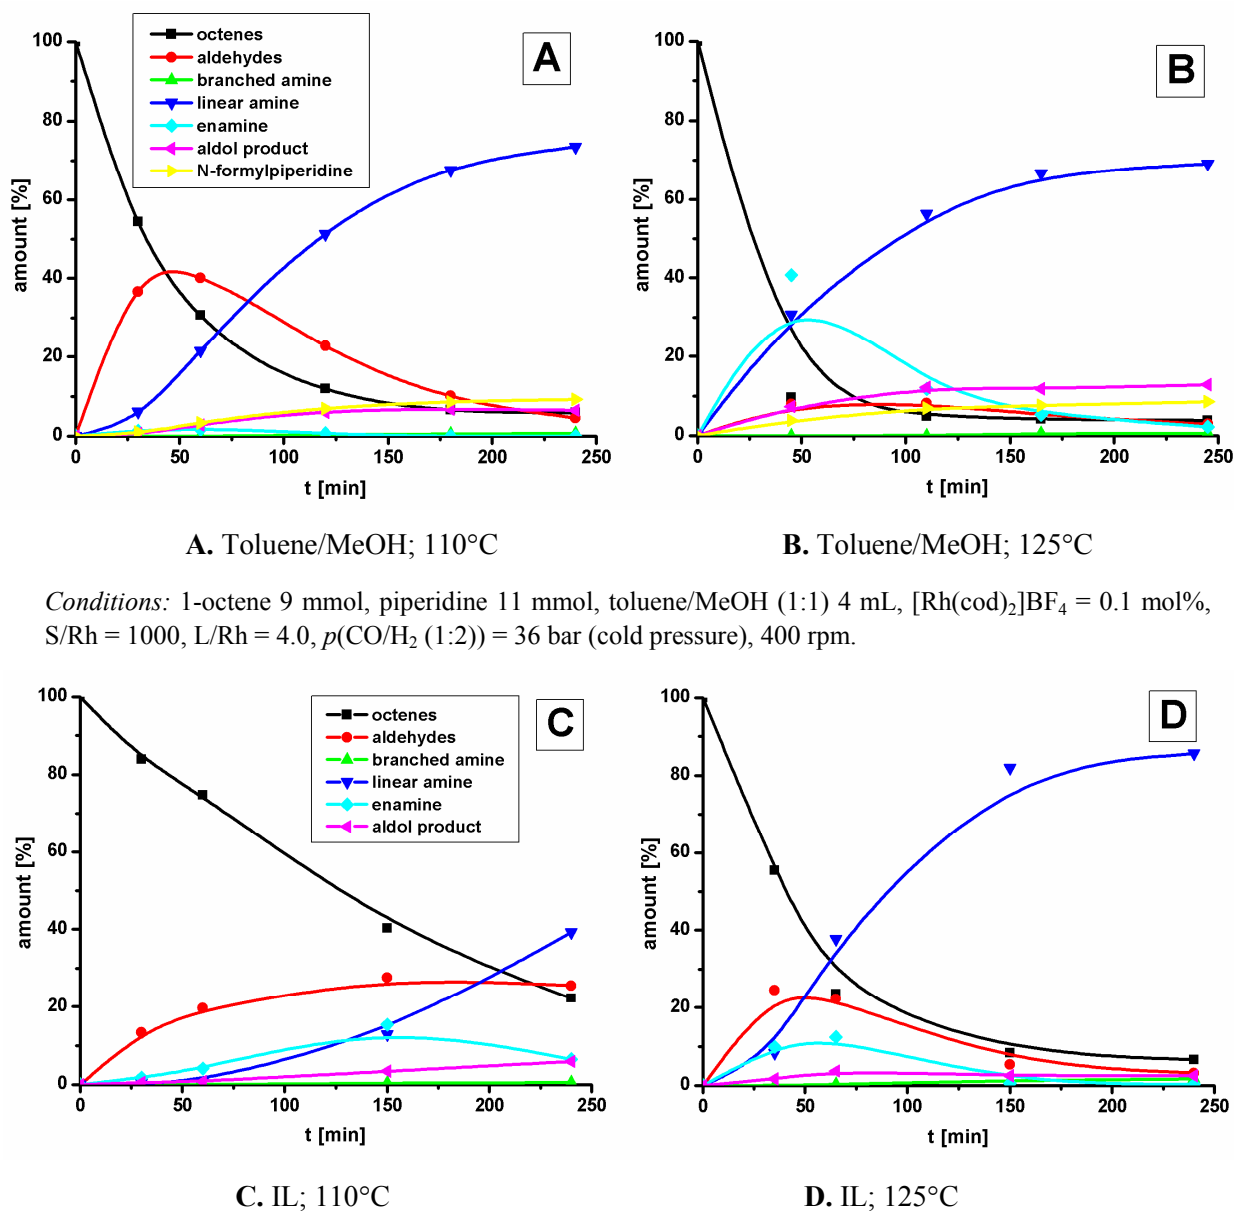 octenes
aldehydes
branched amine
linear amine
enamine
aldol product
N-formylpiperidine
A
100
80
60
40
20
0
amount [%]
0 50 100 150 200 250
t [min]
B
100
80
60
40
20
0
amount [%]
0 50 100 150 200 250
t [min]
A. Toluene/MeOH; 110°C
B. Toluene/MeOH; 125°C
Conditions: 1-octene 9 mmol, piperidine 11 mmol, toluene/MeOH (1:1) 4 mL, [Rh(cod)₂]BF₄ = 0.1 mol%,
S/Rh = 1000, L/Rh = 4.0, p(CO/H₂ (1:2)) = 36 bar (cold pressure), 400 rpm.
octenes
aldehydes
branched amine
linear amine
enamine
aldol product
C
100
80
60
40
20
0
amount [%]
0 50 100 150 200 250
t [min]
D
100
80
60
40
20
0
amount [%]
0 50 100 150 200 250
t [min]
C. IL; 110°C
D. IL; 125°C